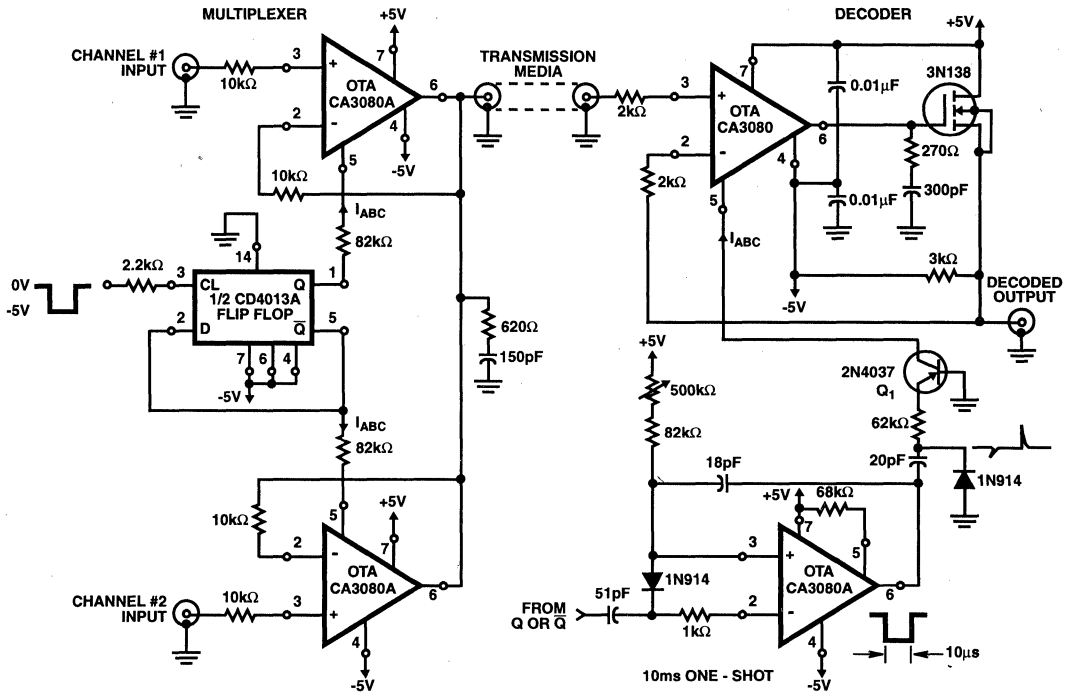 MULTIPLEXER
+5V
CHANNEL #1
INPUT
10kΩ
3
+
7
OTA
CA3080A
6
2
-
4
-5V
5
10kΩ
IABC
82kΩ
14
0V
-5V
2.2kΩ
3
CL
Q
1
1/2 CD4013A
FLIP FLOP
2
D
Q̅
5
7
6
4
-5V
620Ω
150pF
IABC
82kΩ
10kΩ
5
+5V
7
2
-
OTA
CA3080A
6
CHANNEL #2
INPUT
10kΩ
3
+
4
-5V
TRANSMISSION
MEDIA
DECODER
+5V
2kΩ
3
+
7
OTA
CA3080
6
2
-
4
5
2kΩ
IABC
0.01µF
0.01µF
3N138
270Ω
300pF
3kΩ
-5V
DECODED
OUTPUT
+5V
500kΩ
82kΩ
2N4037
Q1
62kΩ
20pF
1N914
18pF
+5V
68kΩ
7
3
+
5
OTA
CA3080A
6
1N914
51pF
FROM
Q OR Q̅
1kΩ
2
-
4
-5V
10µs
10ms ONE - SHOT